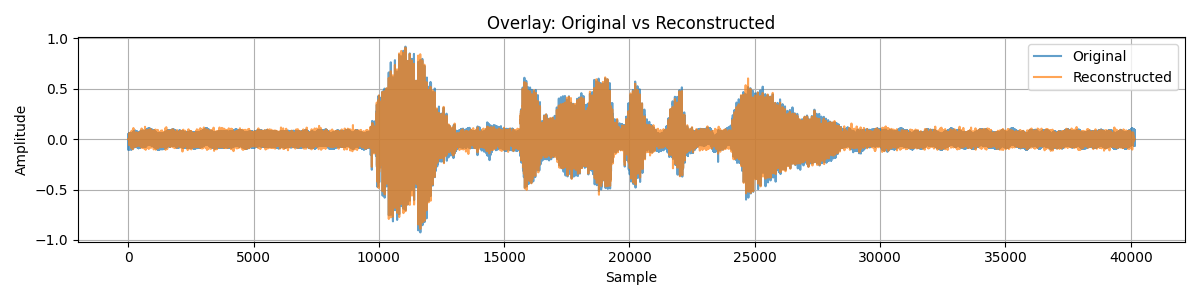 Overlay: Original vs Reconstructed
Original
Reconstructed
Amplitude
1.0
0.5
0.0
−0.5
−1.0
0 5000 10000 15000 20000 25000 30000 35000 40000
Sample